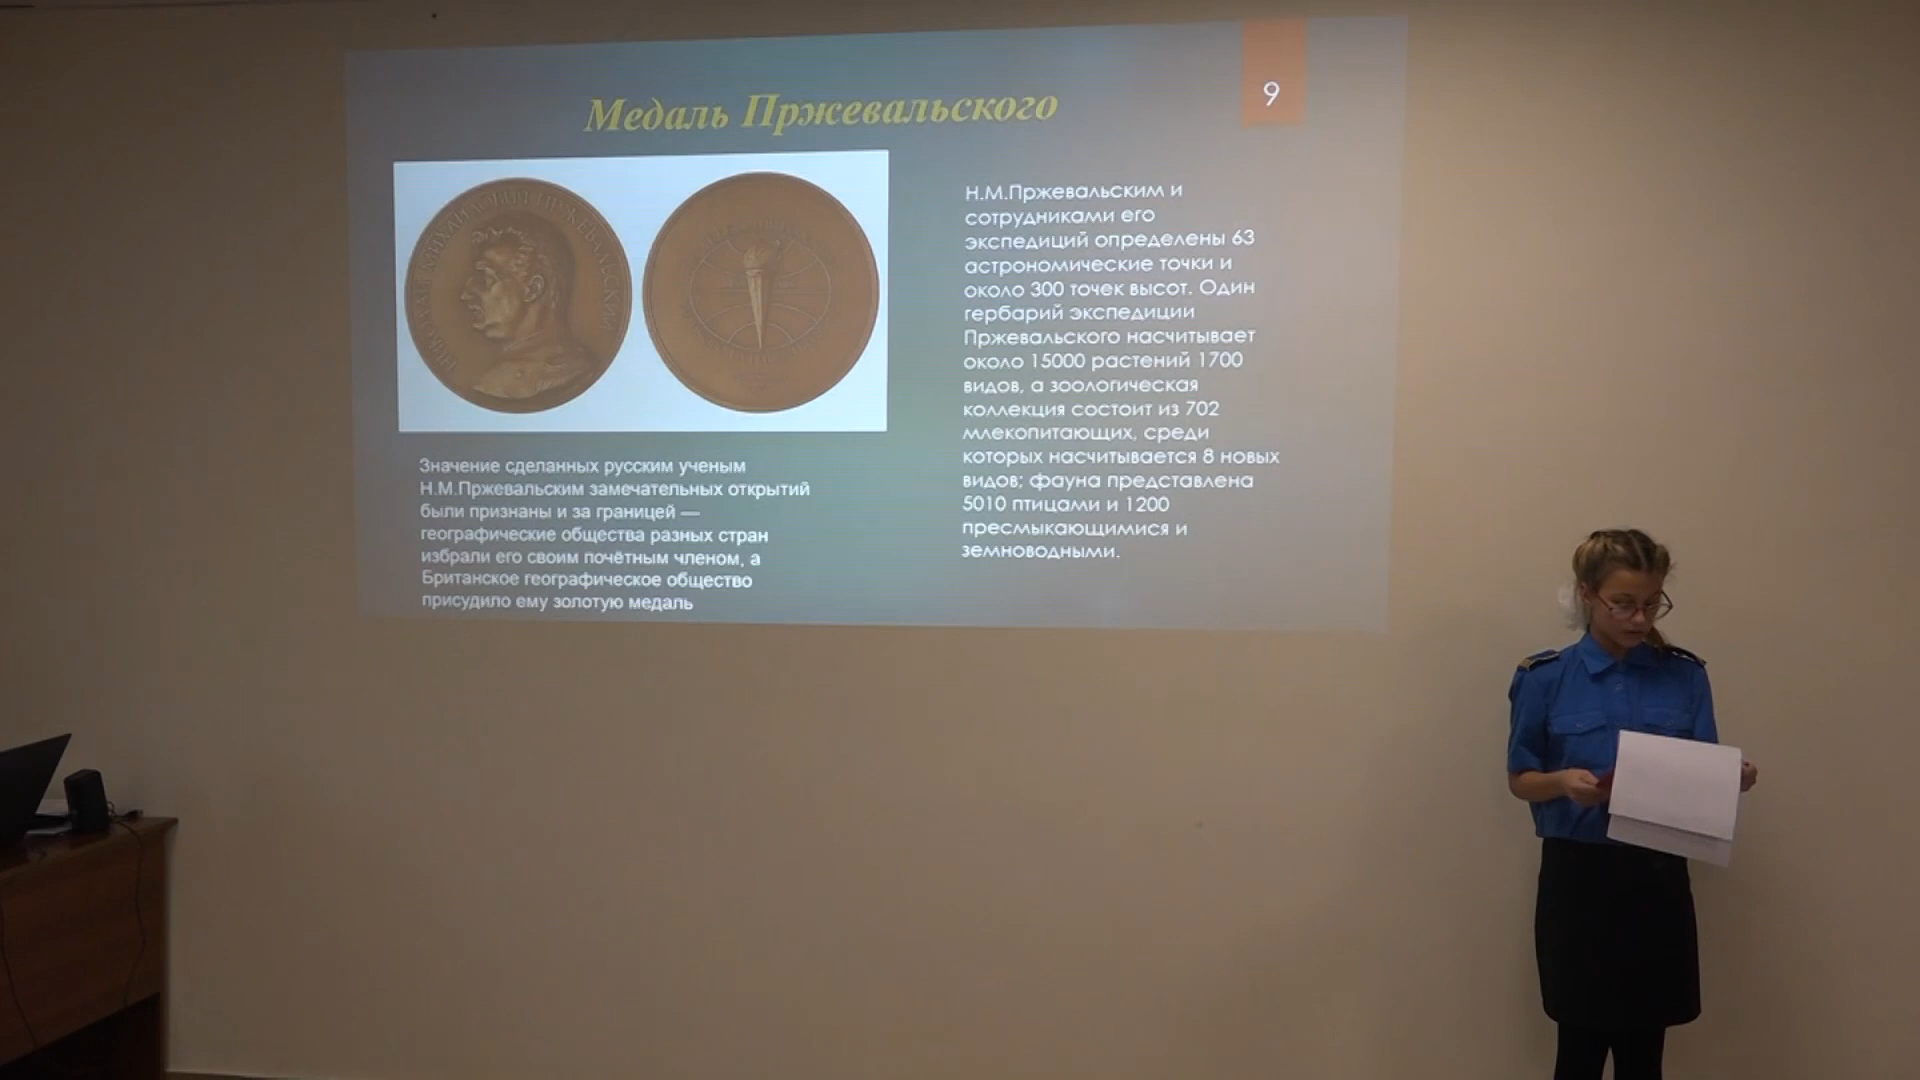 Медаль Пржевальского
9
Н.М.Пржевальским и
сотрудниками его
экспедиций определены 63
астрономические точки и
около 300 точек высот. Один
гербарий экспедиции
Пржевальского насчитывает
около 15000 растений 1700
видов, а зоологическая
коллекция состоит из 702
млекопитающих, среди
которых насчитывается 8 новых
видов; фауна представлена
5010 птицами и 1200
пресмыкающимися и
земноводными.
Значение сделанных русским ученым
Н.М.Пржевальским замечательных открытий
были признаны и за границей —
географические общества разных стран
избрали его своим почётным членом, а
Британское географическое общество
присудило ему золотую медаль